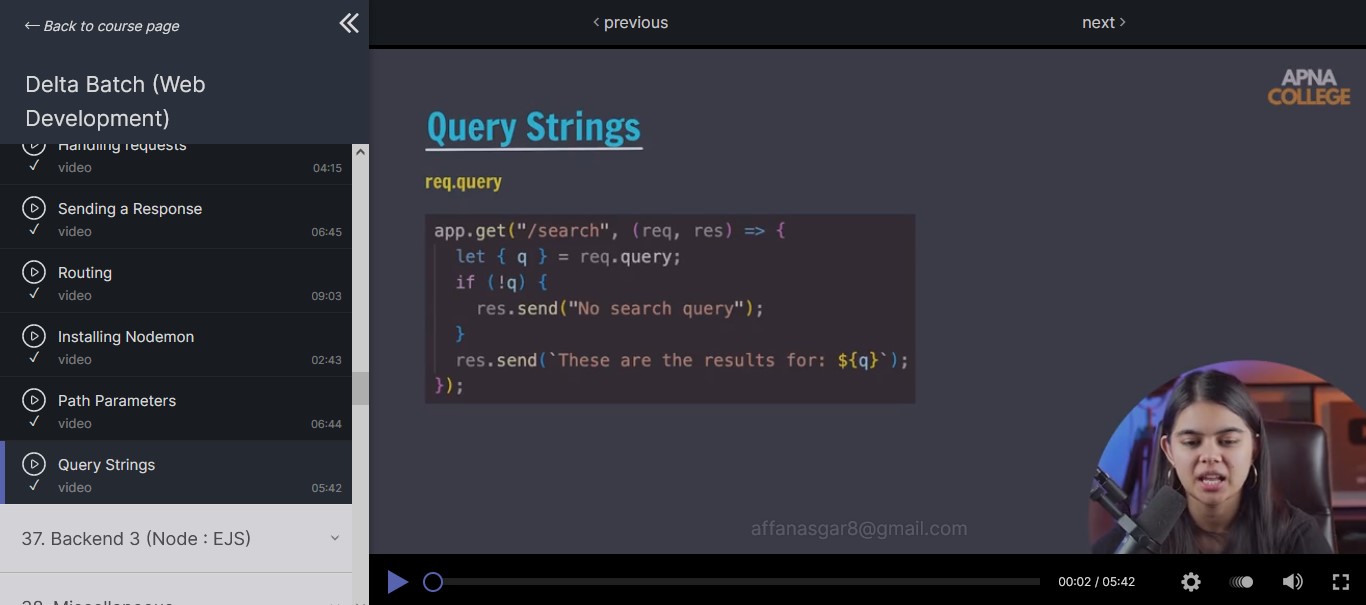 ← Back to course page
Delta Batch (Web
Development)
Handling requests
video
04:15
Sending a Response
video
06:45
Routing
video
09:03
Installing Nodemon
video
02:43
Path Parameters
video
06:44
Query Strings
video
05:42
37. Backend 3 (Node : EJS)
‹ previous
next ›
APNA
COLLEGE
Query Strings
req.query
app.get("/search", (req, res) => {
let { q } = req.query;
if (!q) {
res.send("No search query");
}
res.send(`These are the results for: ${q}`);
});
affanasgar8@gmail.com
00:02 / 05:42